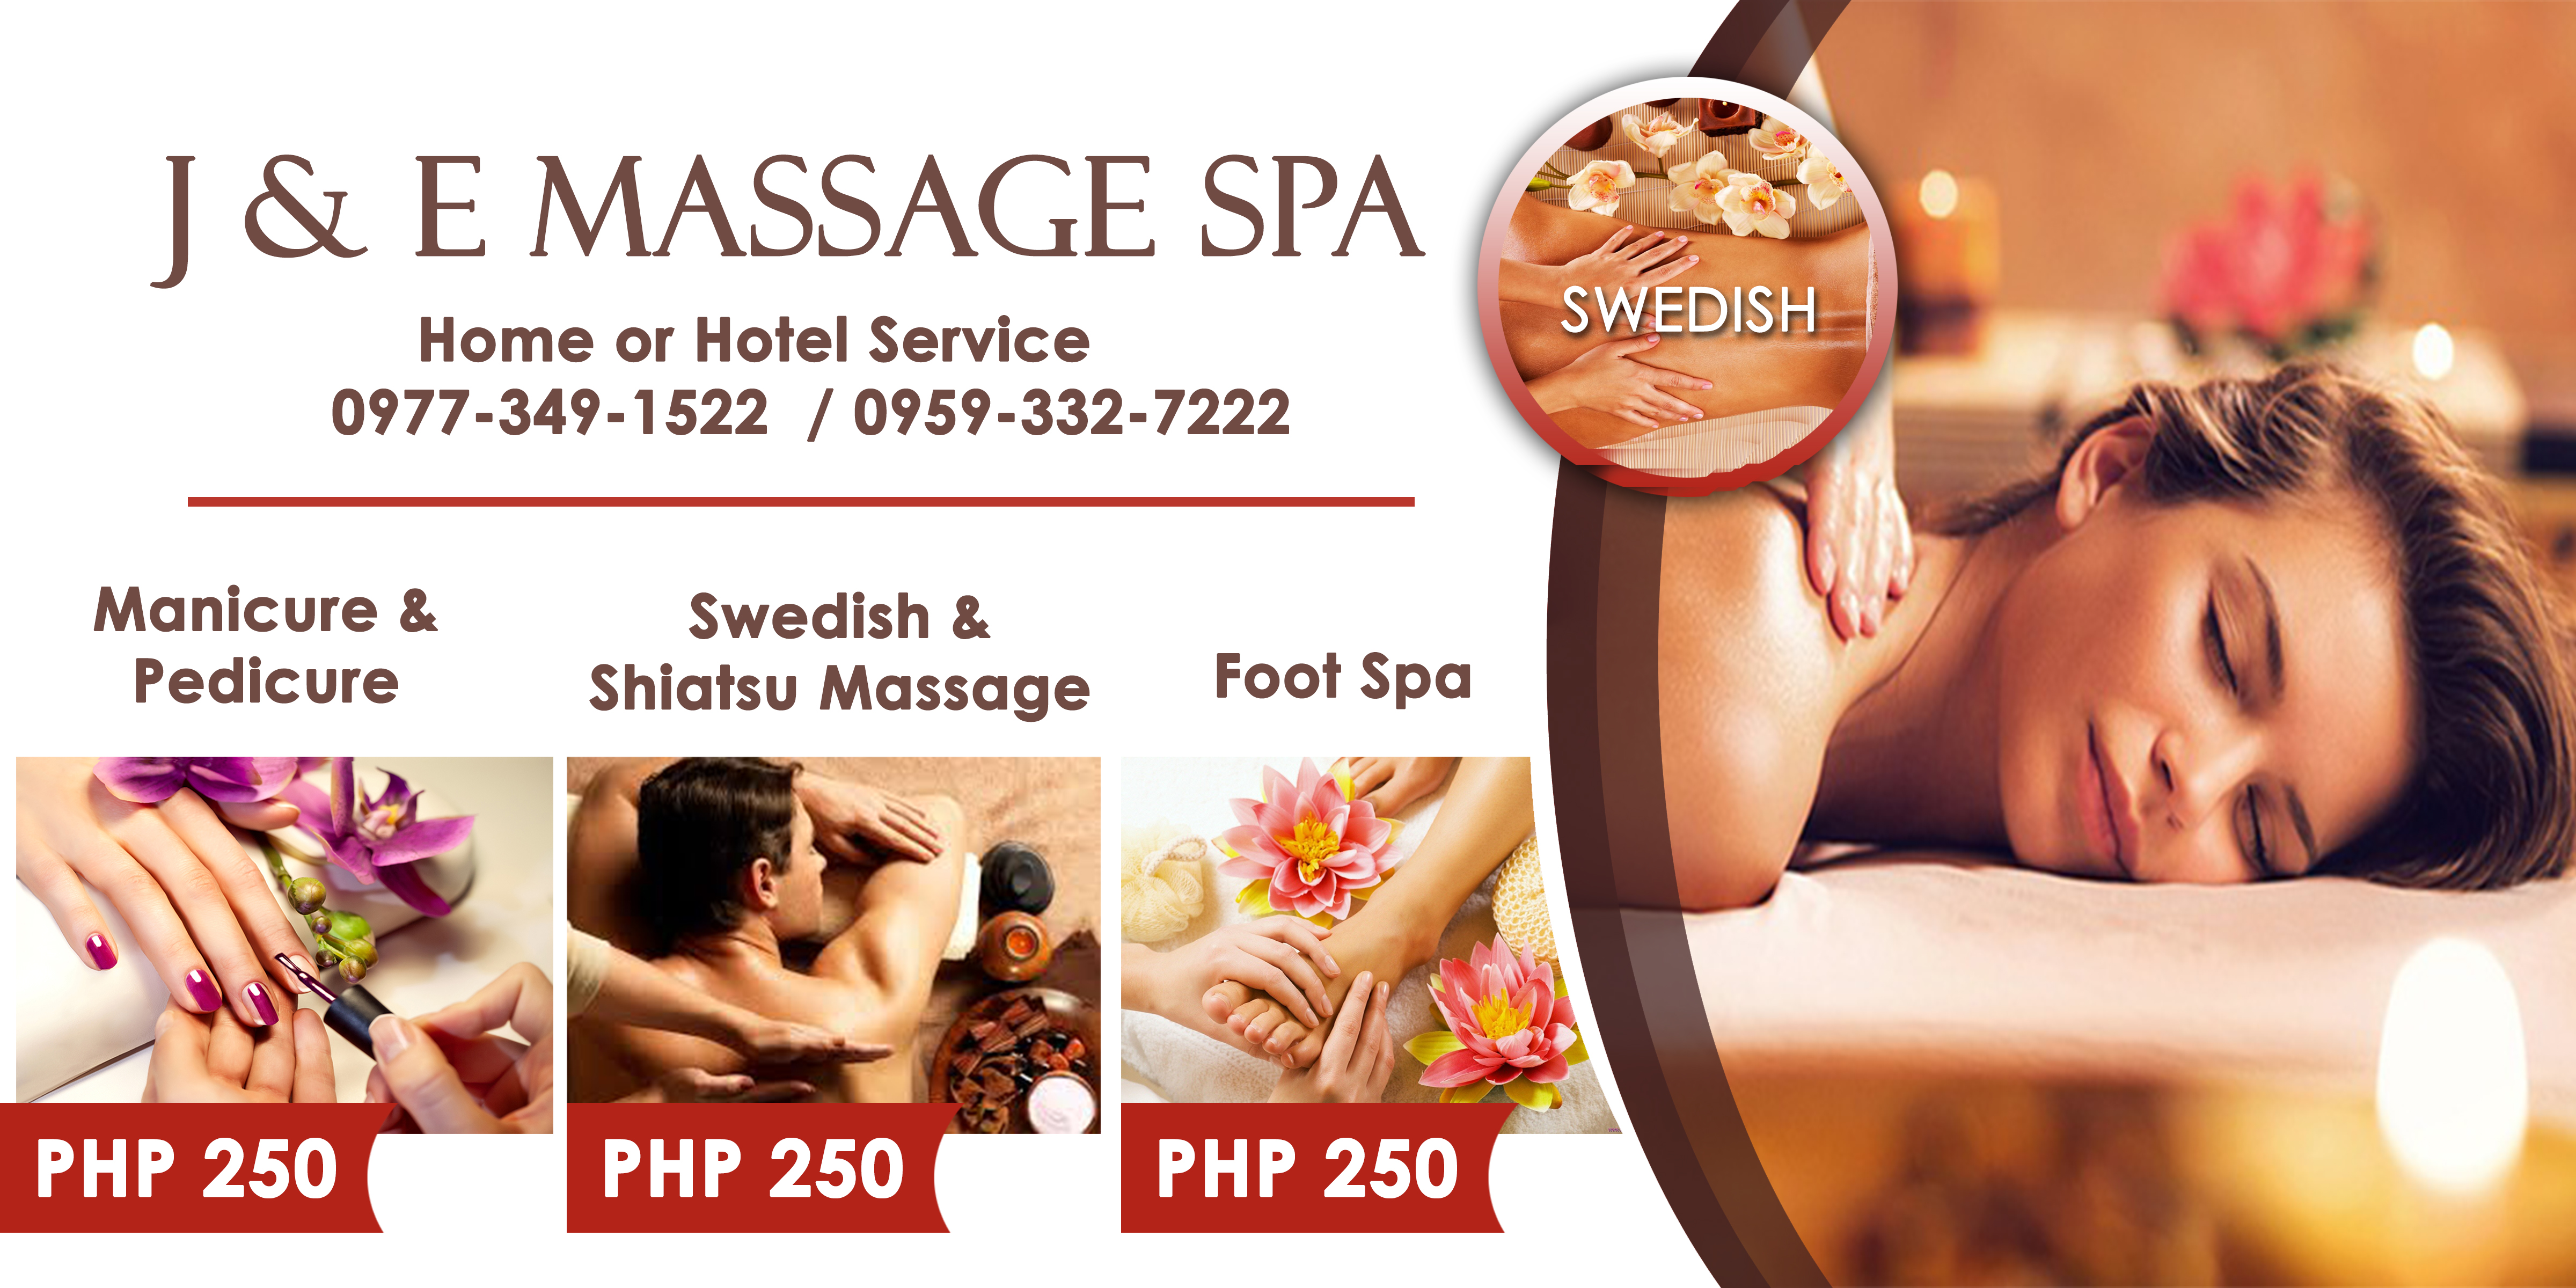 J & E MASSAGE SPA
Home or Hotel Service
0977-349-1522 / 0959-332-7222
SWEDISH
Manicure &
Pedicure
Swedish &
Shiatsu Massage
Foot Spa
PHP 250
PHP 250
PHP 250